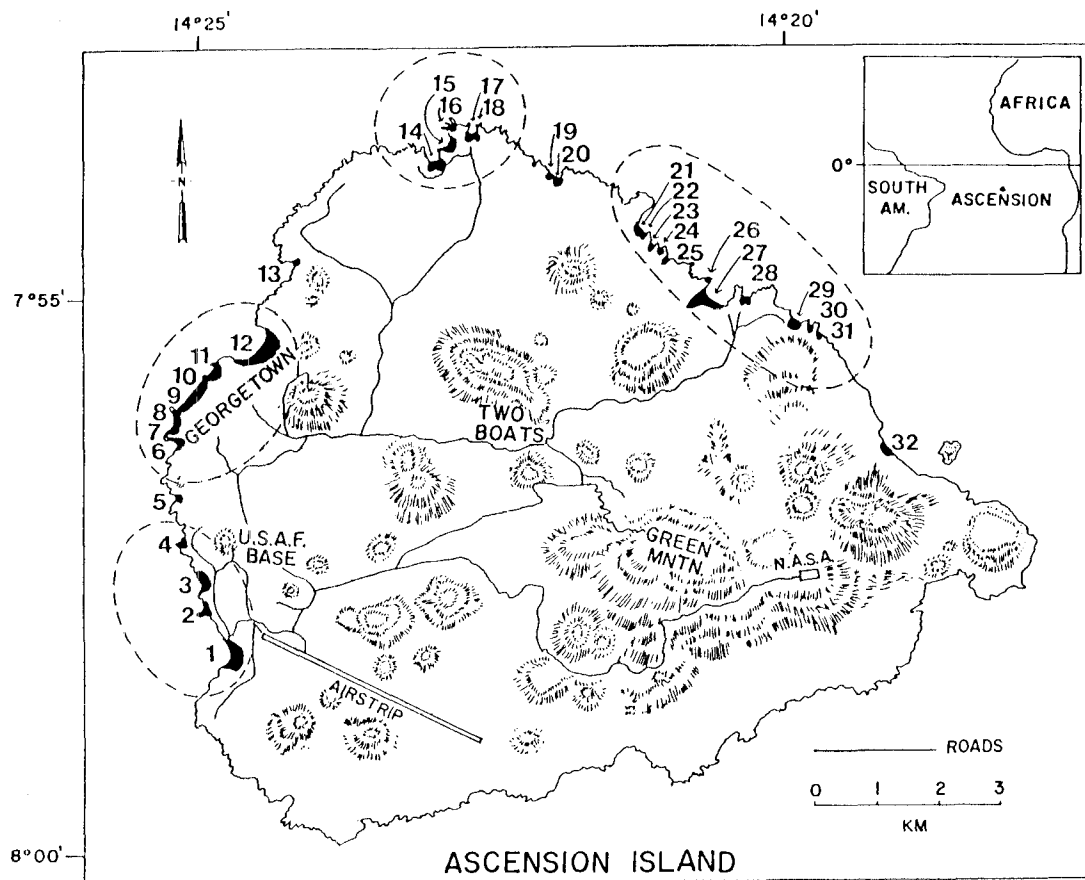 14°25'
14°20'
15
17
16
18
14
19
20
AFRICA
0°
SOUTH
AM.
ASCENSION
N
21
22
23
24
25
26
27
28
29
30
31
13
7°55'
12
11
10
9
8
7
6
GEORGETOWN
TWO
BOATS
32
5
4
U.S.A.F.
BASE
GREEN
MNTN.
N.A.S.A.
3
2
1
AIRSTRIP
ROADS
0 1 2 3
KM
8°00'
ASCENSION ISLAND